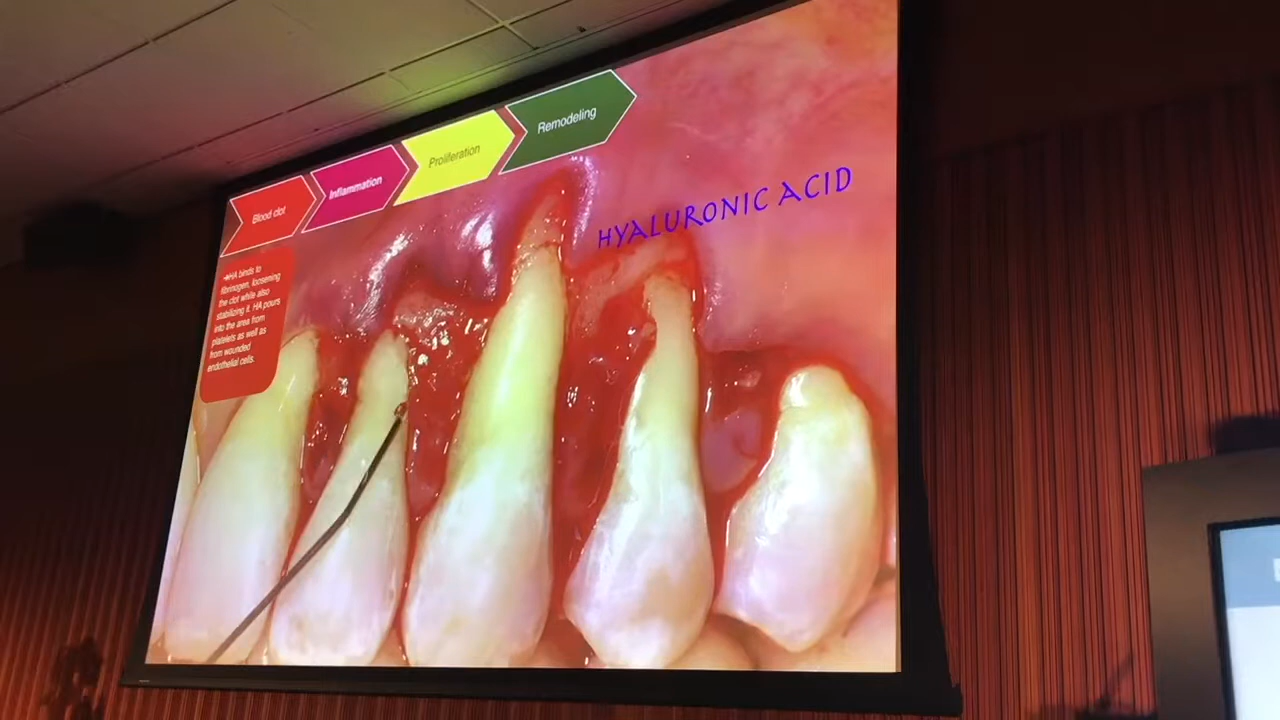 Blood clot
Inflammation
Proliferation
Remodeling
HYALURONIC ACID
➔HA binds to
fibrinogen, loosening
the clot while also
stabilizing it. HA pours
into the area from
platelets as well as
from wounded
endothelial cells.